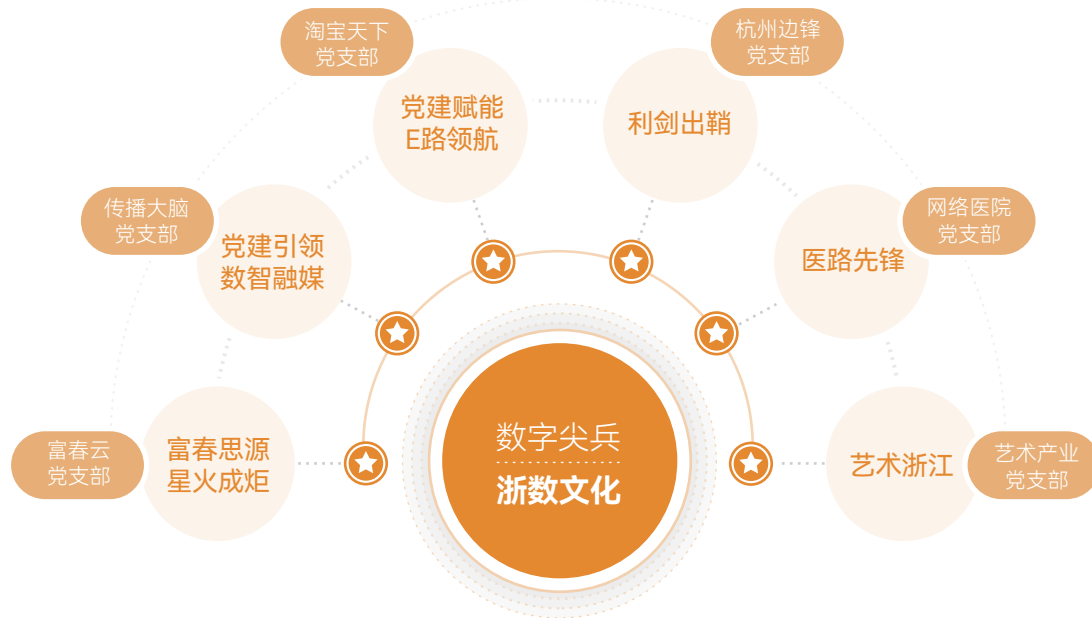 淘宝天下
党支部
杭州边锋
党支部
党建赋能
E路领航
利剑出鞘
传播大脑
党支部
党建引领
数智融媒
网络医院
党支部
医路先锋
富春云
党支部
富春思源
星火成炬
数字尖兵
浙数文化
艺术浙江
艺术产业
党支部